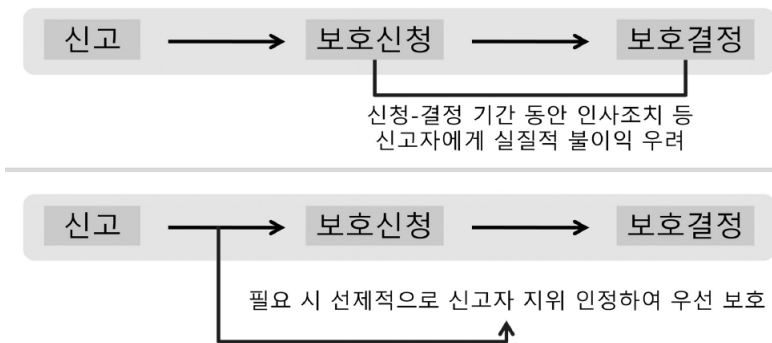 신고 보호신청 보호결정
신청-결정 기간 동안 인사조치 등
신고자에게 실질적 불이익 우려
신고 보호신청 보호결정
필요 시 선제적으로 신고자 지위 인정하여 우선 보호